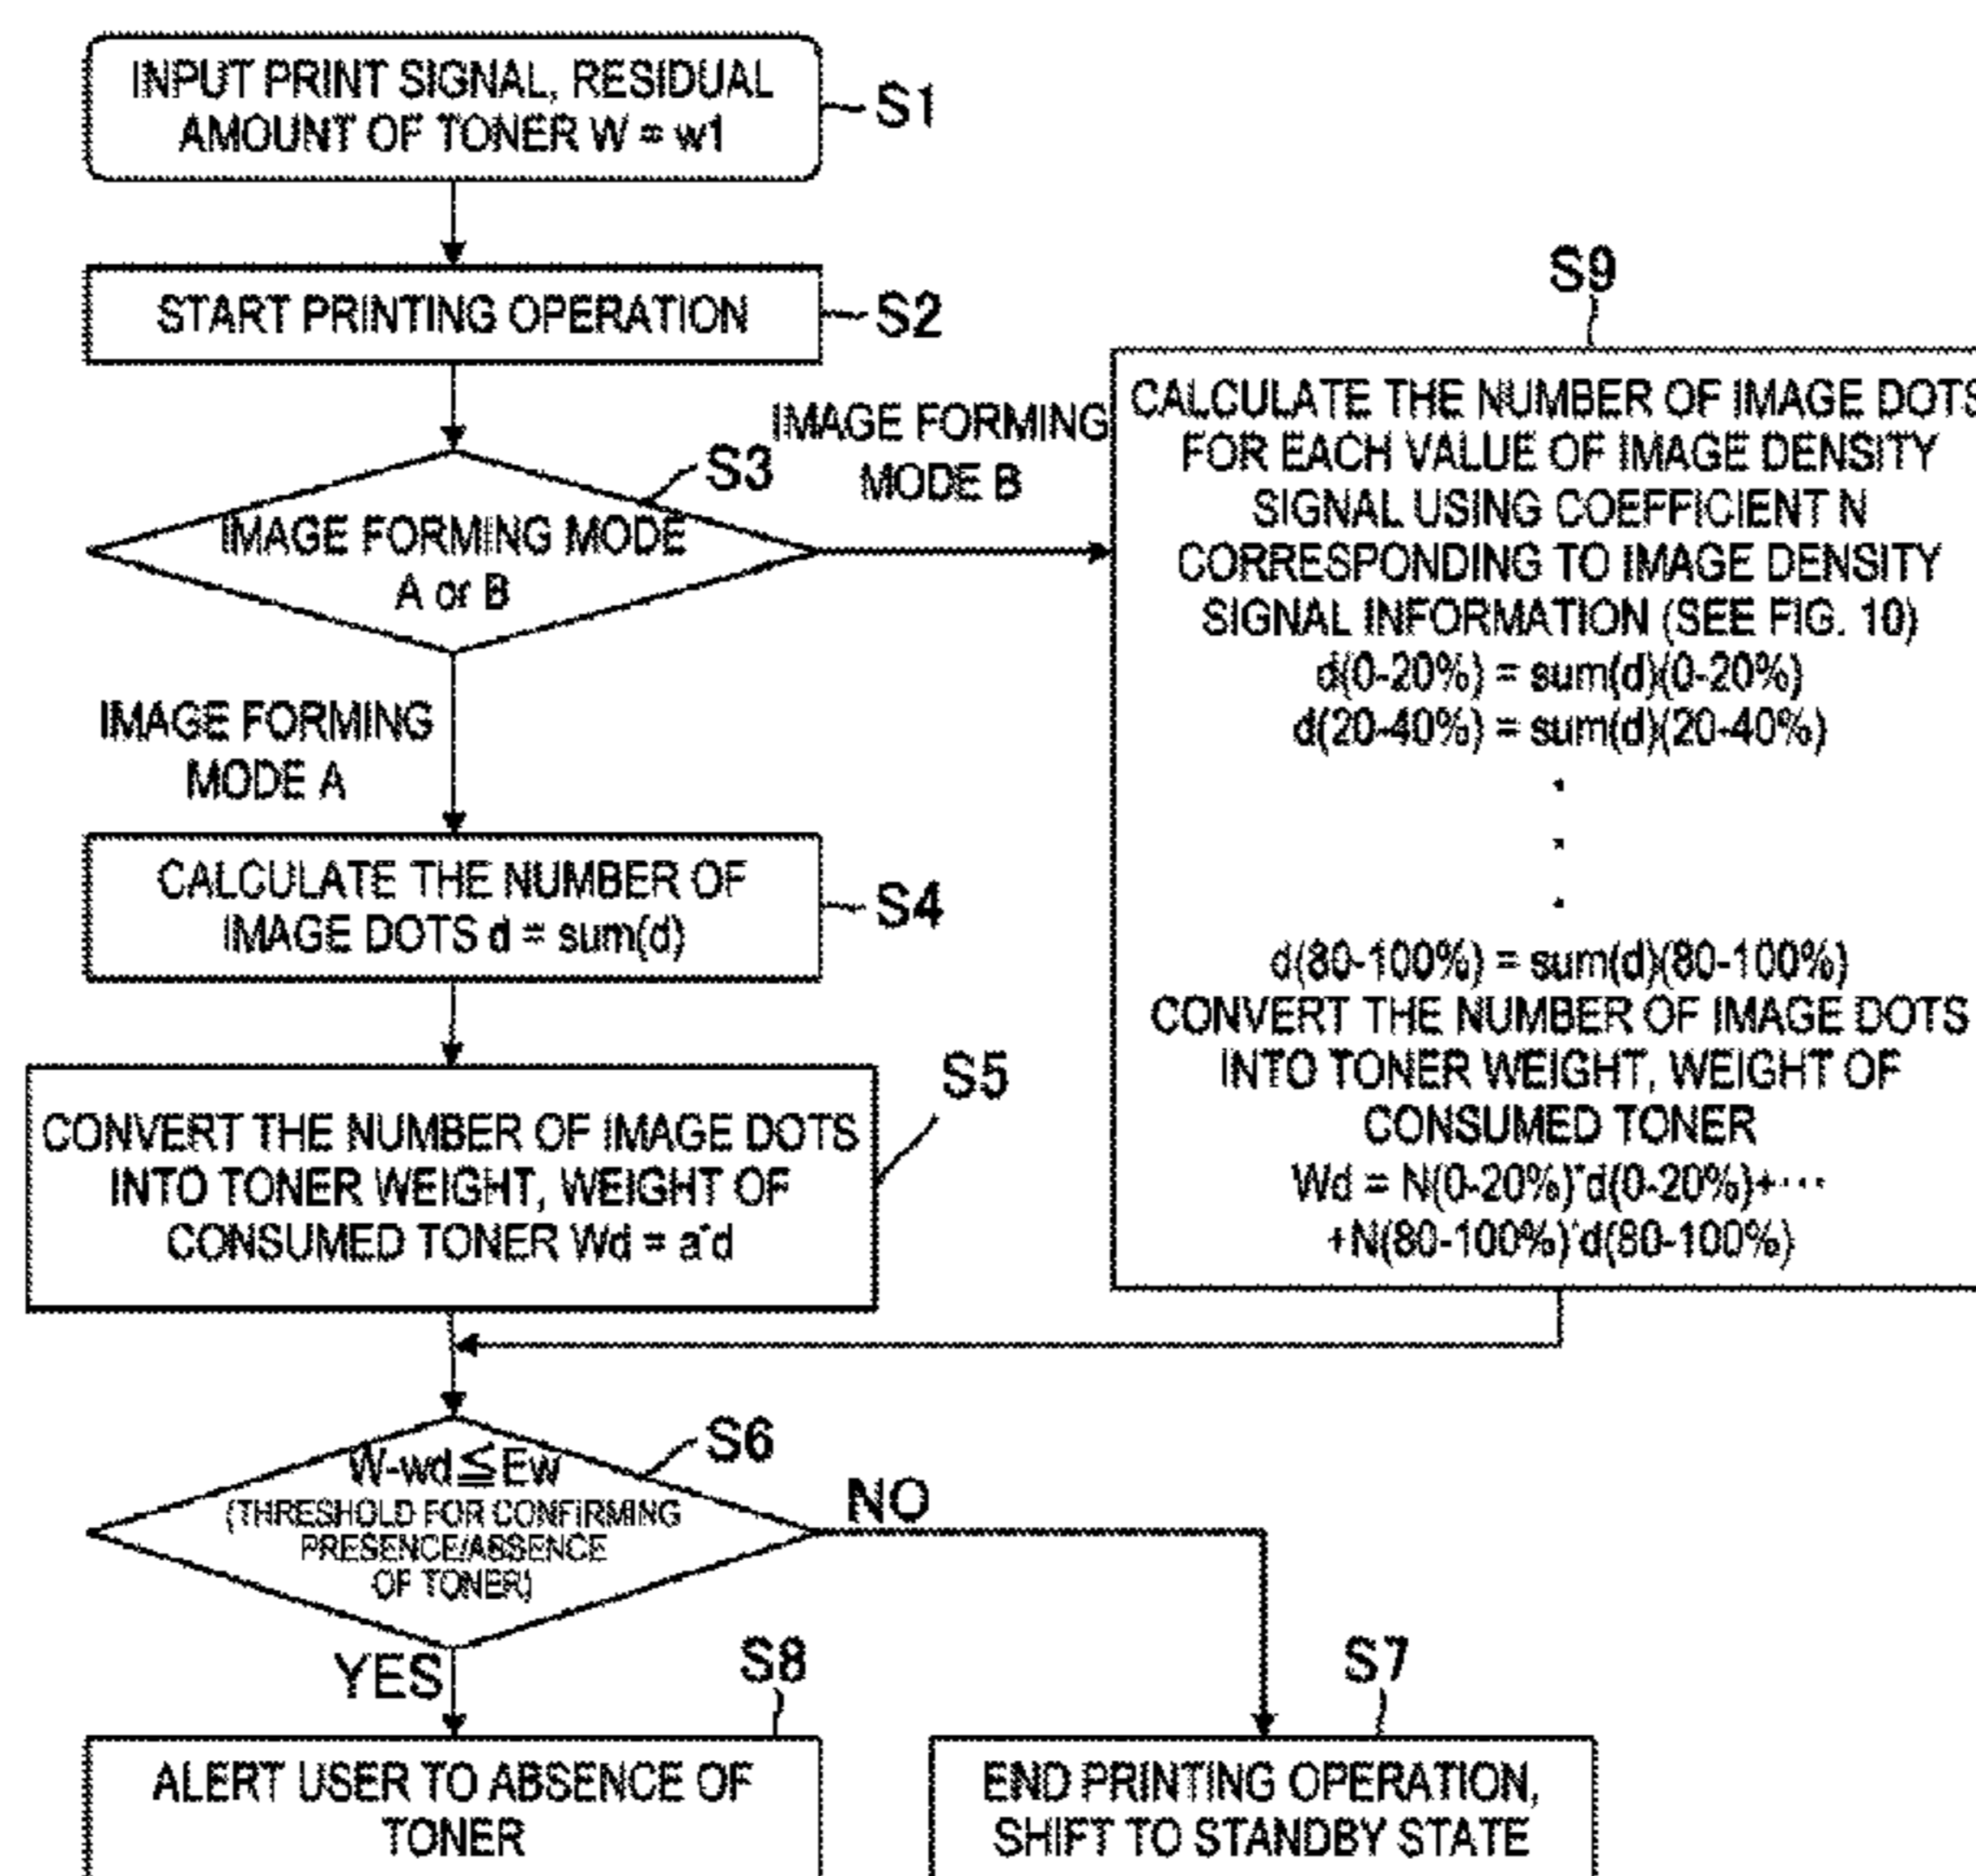 INPUT PRINT SIGNAL, RESIDUAL
AMOUNT OF TONER W = w1
S1
START PRINTING OPERATION
S2
S3
IMAGE FORMING MODE
A or B
IMAGE FORMING
MODE B
IMAGE FORMING
MODE A
CALCULATE THE NUMBER OF
IMAGE DOTS d = sum(d)
S4
CONVERT THE NUMBER OF IMAGE DOTS
INTO TONER WEIGHT, WEIGHT OF
CONSUMED TONER Wd = a*d
S5
S9
CALCULATE THE NUMBER OF IMAGE DOTS
FOR EACH VALUE OF IMAGE DENSITY
SIGNAL USING COEFFICIENT N
CORRESPONDING TO IMAGE DENSITY
SIGNAL INFORMATION (SEE FIG. 10)
d(0-20%) = sum(d)(0-20%)
d(20-40%) = sum(d)(20-40%)
.
.
.
d(80-100%) = sum(d)(80-100%)
CONVERT THE NUMBER OF IMAGE DOTS
INTO TONER WEIGHT, WEIGHT OF
CONSUMED TONER
Wd = N(0-20%)*d(0-20%)+···
+N(80-100%)*d(80-100%)
S6
W-wd≦Ew
(THRESHOLD FOR CONFIRMING
PRESENCE/ABSENCE
OF TONER)
NO
YES
S8
ALERT USER TO ABSENCE OF
TONER
S7
END PRINTING OPERATION,
SHIFT TO STANDBY STATE